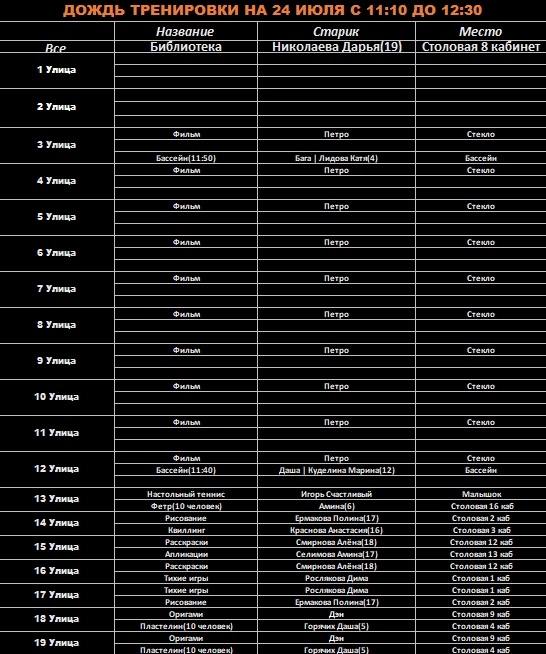 ДОЖДЬ ТРЕНИРОВКИ НА 24 ИЮЛЯ С 11:10 ДО 12:30
Название Старик Место
Все Библиотека Николаева Дарья(19) Столовая 8 кабинет
1 Улица
2 Улица
3 Улица
Фильм Петро Стекло
Бассейн(11:50) Бага | Лидова Катя(4) Бассейн
4 Улица
Фильм Петро Стекло
5 Улица
Фильм Петро Стекло
6 Улица
Фильм Петро Стекло
7 Улица
Фильм Петро Стекло
8 Улица
Фильм Петро Стекло
9 Улица
Фильм Петро Стекло
10 Улица
Фильм Петро Стекло
11 Улица
Фильм Петро Стекло
12 Улица
Фильм Петро Стекло
Бассейн(11:40) Даша | Куделина Марина(12) Бассейн
13 Улица
Настольный теннис Игорь Счастливый Малышок
Фетр(10 человек) Амина(6) Столовая 16 каб
14 Улица
Рисование Ермакова Полина(17) Столовая 2 каб
Квиллинг Краснова Анастасия(16) Столовая 3 каб
15 Улица
Расскраски Смирнова Алёна(18) Столовая 12 каб
Апликации Селимова Амина(17) Столовая 13 каб
16 Улица
Расскраски Смирнова Алёна(18) Столовая 12 каб
Тихие игры Рослякова Дима Столовая 1 каб
17 Улица
Тихие игры Рослякова Дима Столовая 1 каб
Рисование Ермакова Полина(17) Столовая 2 каб
18 Улица
Оригами Дэн Столовая 9 каб
Пластелин(10 человек) Горячих Даша(5) Столовая 4 каб
19 Улица
Оригами Дэн Столовая 9 каб
Пластелин(10 человек) Горячих Даша(5) Столовая 4 каб